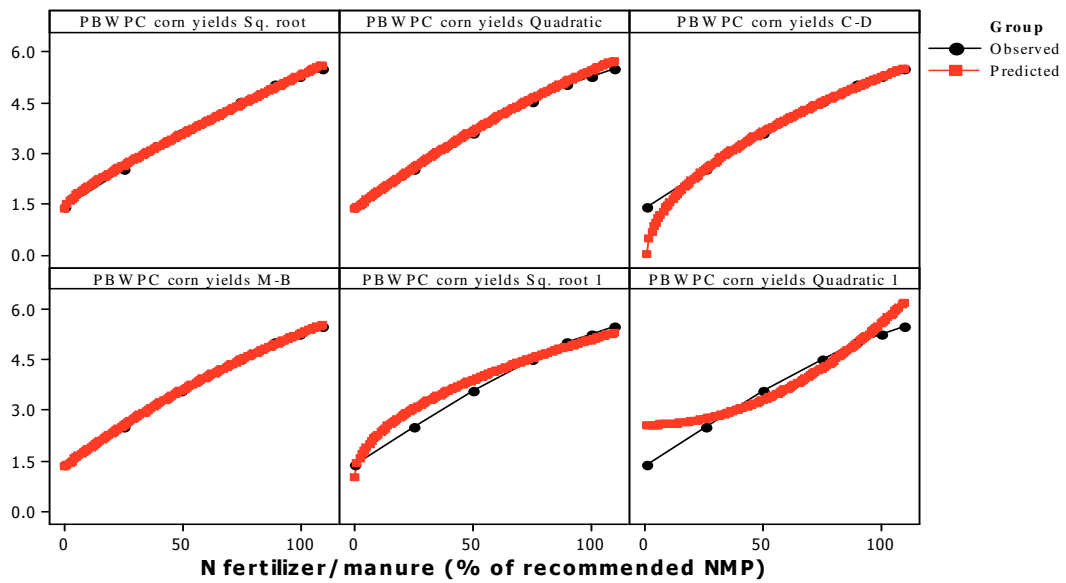 PBWPC corn yields Sq. root
PBWPC corn yields Quadratic
PBWPC corn yields C-D
Group
Observed
Predicted
6.0
4.5
3.0
1.5
0.0
PBWPC corn yields M-B
PBWPC corn yields Sq. root 1
PBWPC corn yields Quadratic 1
6.0
4.5
3.0
1.5
0.0
0 50 100 0 50 100 0 50 100
N fertilizer/manure (% of recommended NMP)